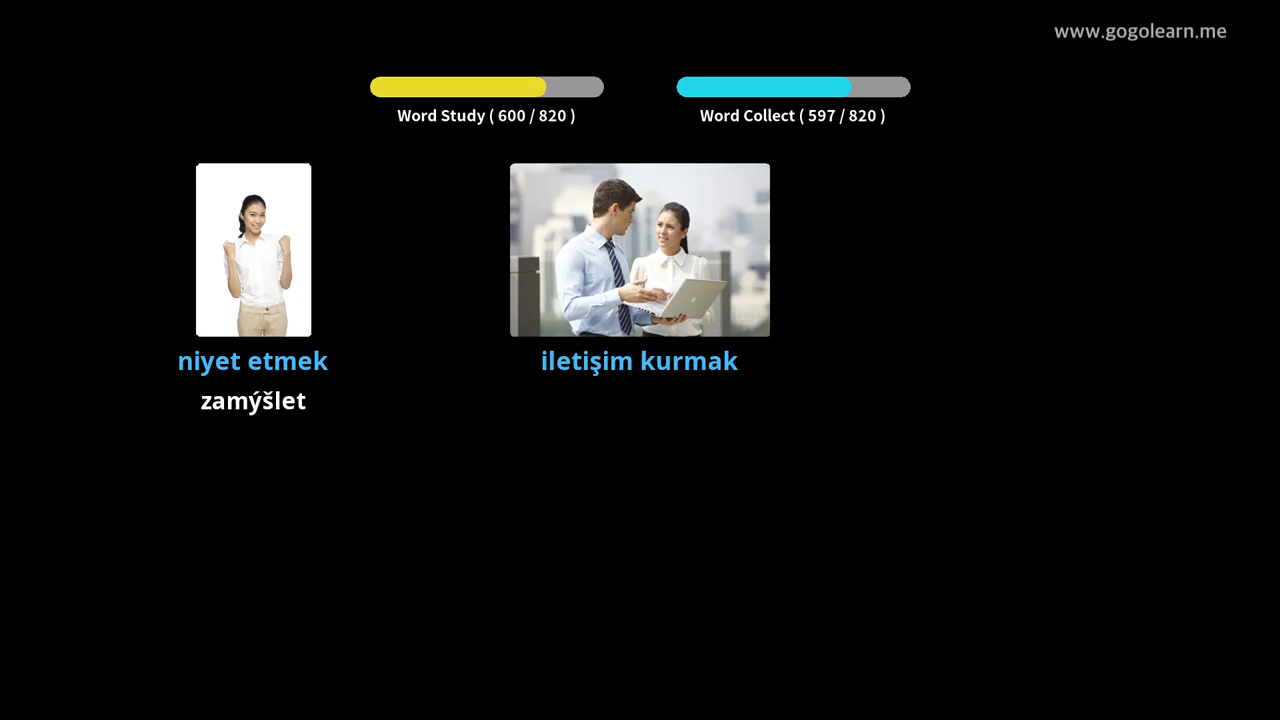 www.gogolearn.me
Word Study ( 600 / 820 )
Word Collect ( 597 / 820 )
niyet etmek
iletişim kurmak
zamýšlet